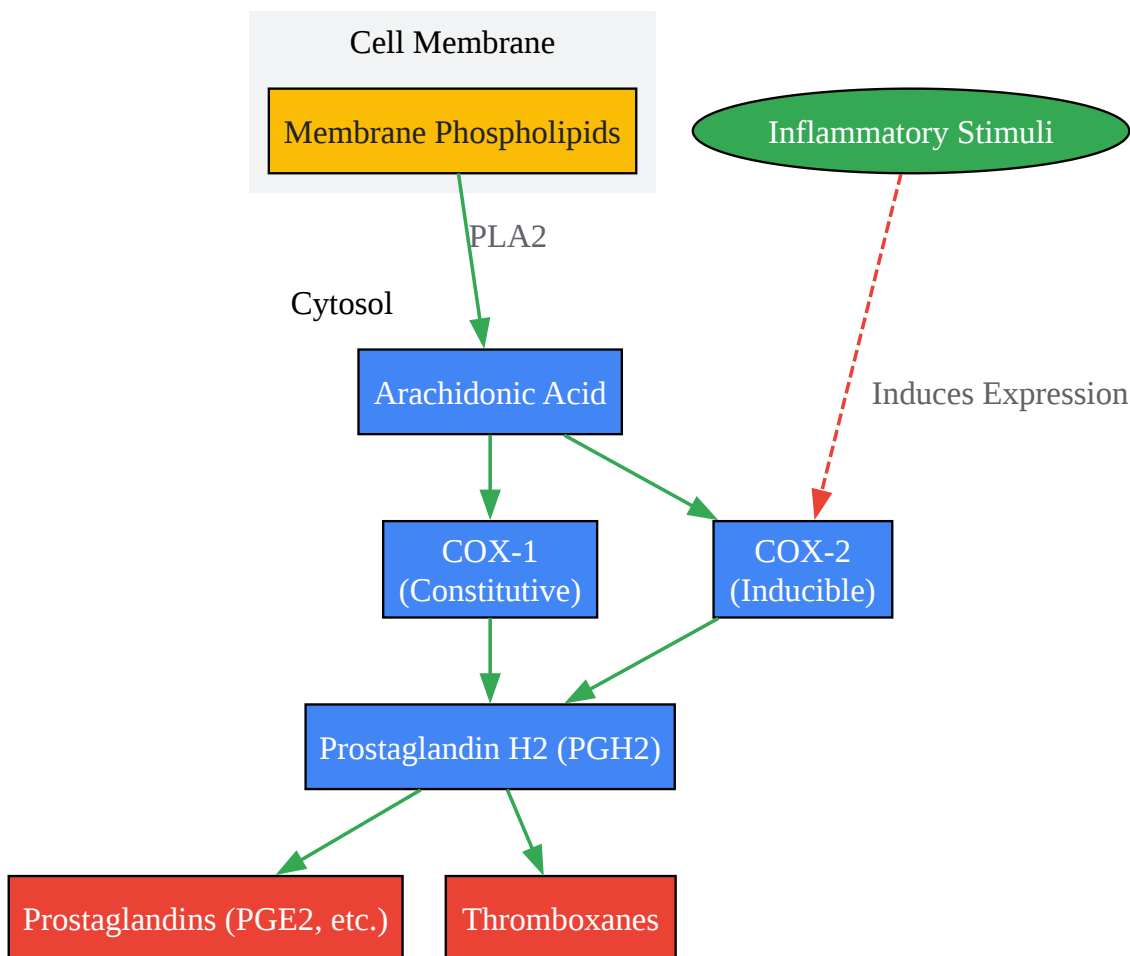 Cell Membrane
Membrane Phospholipids
Inflammatory Stimuli
PLA2
Cytosol
Arachidonic Acid
Induces Expression
COX-1
(Constitutive)
COX-2
(Inducible)
Prostaglandin H2 (PGH2)
Prostaglandins (PGE2, etc.)
Thromboxanes